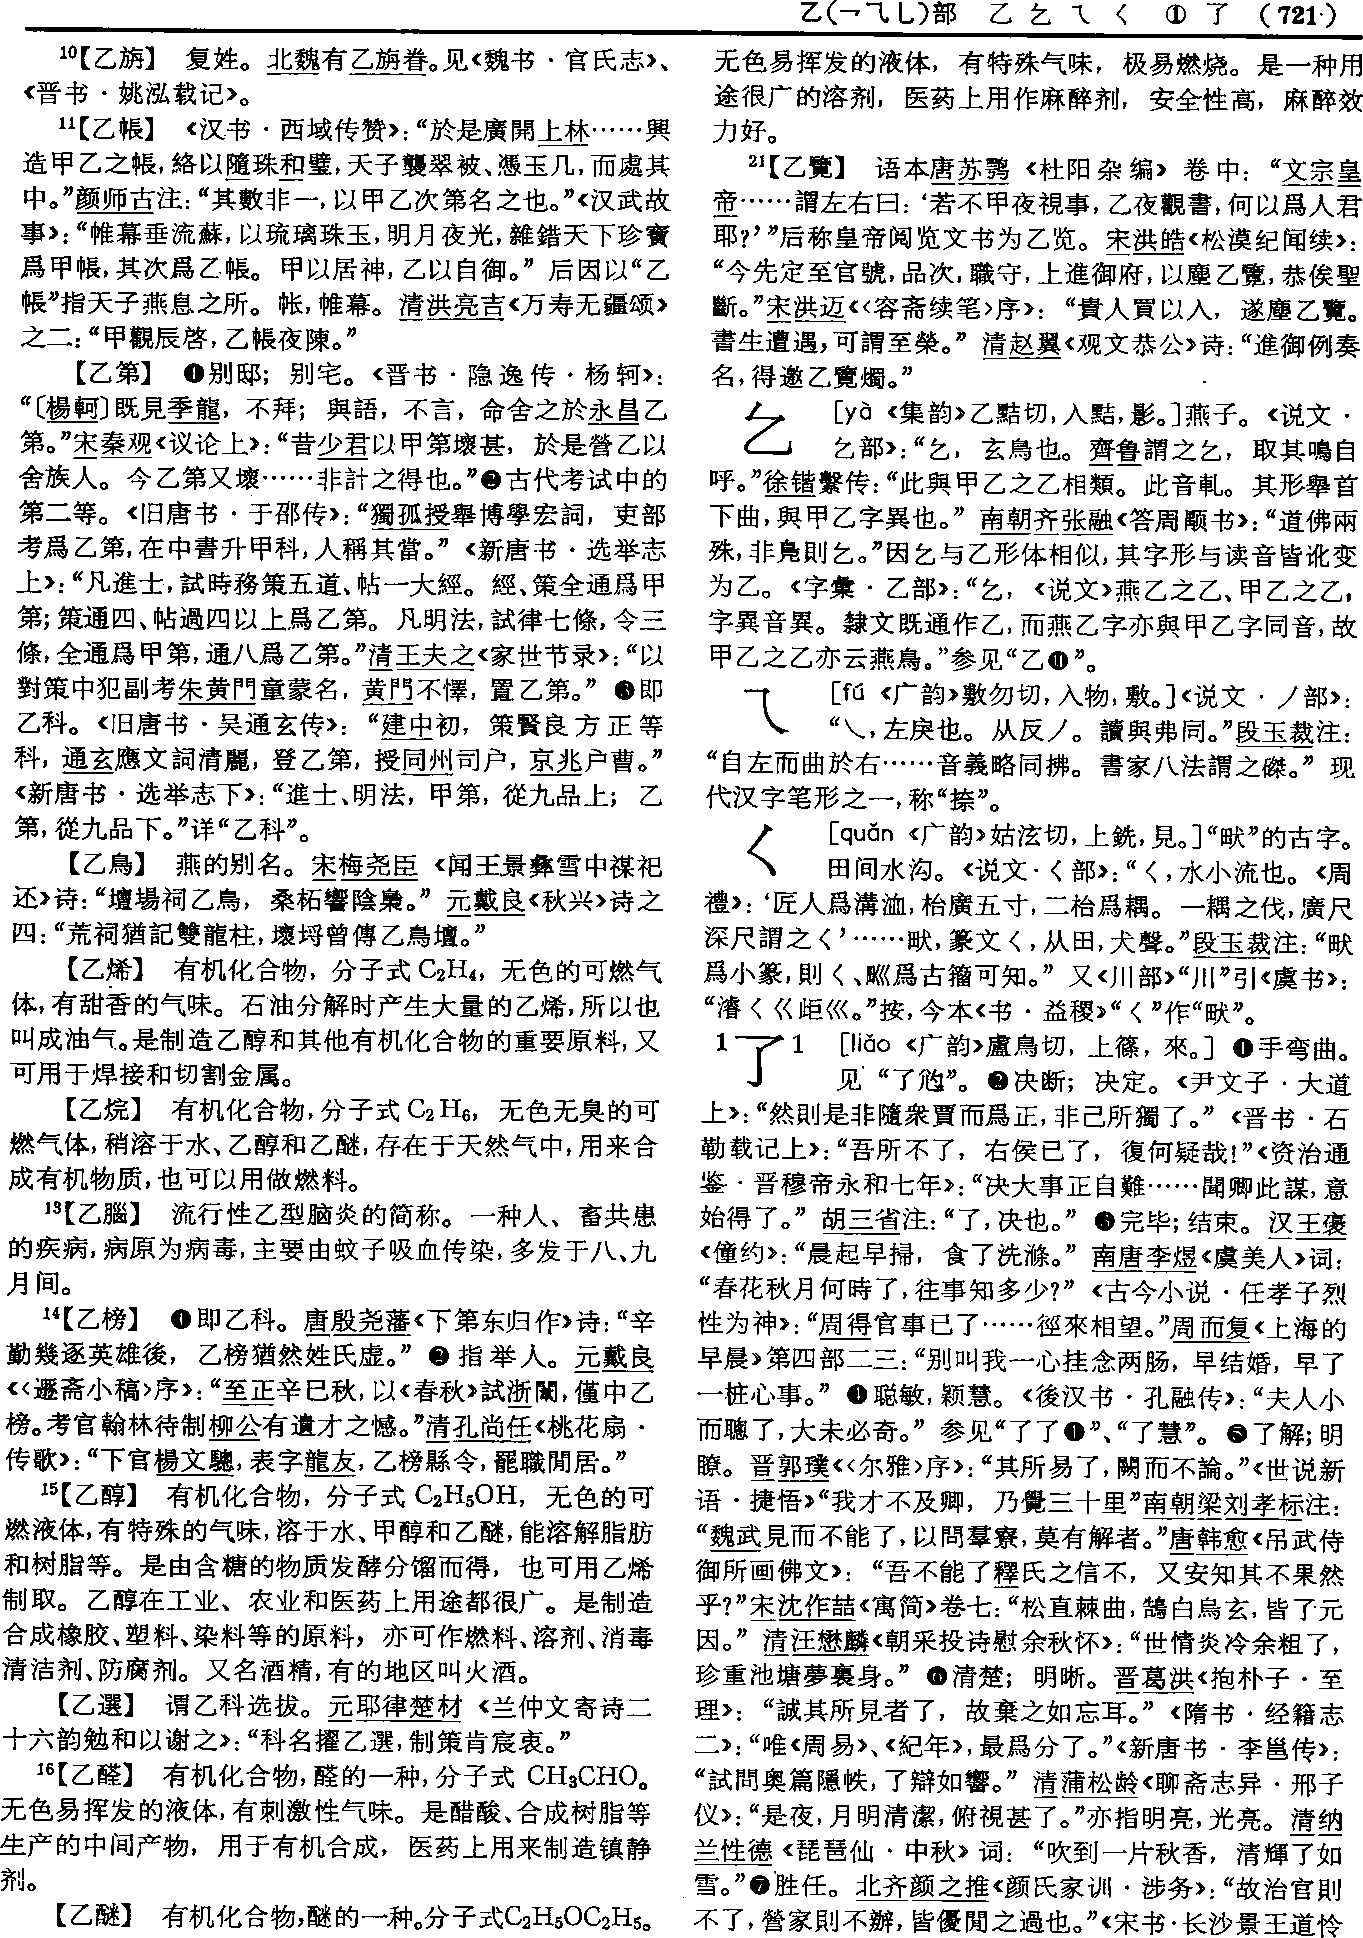 乙(乛乁乚)部 乙 𠃉 乁 ㄑ ① 了 (721)
¹⁰【乙旃】 复姓。北魏有乙旃眷。见《魏书·官氏志》、
《晋书·姚泓载记》。
¹¹【乙帳】 《汉书·西域传赞》：“於是廣開上林……興
造甲乙之帳，絡以隨珠和璧，天子襲翠被、憑玉几，而處其
中。”颜师古注：“其數非一，以甲乙次第名之也。”《汉武故
事》：“帷幕垂流蘇，以琉璃珠玉，明月夜光，雜錯天下珍寶
爲甲帳，其次爲乙帳。甲以居神，乙以自御。”后因以“乙
帳”指天子燕息之所。帐，帷幕。清洪亮吉《万寿无疆颂》
之二：“甲觀辰啓，乙帳夜陳。”
【乙第】 ❶别邸；别宅。《晋书·隐逸传·杨轲》：
“〔楊軻〕既見季龍，不拜；與語，不言，命舍之於永昌乙
第。”宋秦观《议论上》：“昔少君以甲第壞甚，於是營乙以
舍族人。今乙第又壞……非計之得也。”❷古代考试中的
第二等。《旧唐书·于邵传》：“獨孤授舉博學宏詞，吏部
考爲乙第，在中書升甲科，人稱其當。”《新唐书·选举志
上》：“凡進士，試時務策五道、帖一大經。經、策全通爲甲
第；策通四、帖過四以上爲乙第。凡明法，試律七條，令三
條，全通爲甲第，通八爲乙第。”清王夫之《家世节录》：“以
對策中犯副考朱黄門童蒙名，黄門不懌，置乙第。”❸即
乙科。《旧唐书·吴通玄传》：“建中初，策賢良方正等
科，通玄應文詞清麗，登乙第，授同州司户，京兆户曹。”
《新唐书·选举志下》：“進士、明法，甲第，從九品上；乙
第，從九品下。”详“乙科”。
【乙鳥】 燕的别名。宋梅尧臣《闻王景彝雪中禖祀
还》诗：“壇場祠乙鳥，桑柘響陰梟。”元戴良《秋兴》诗之
四：“荒祠猶記雙龍柱，壞埒曾傳乙鳥壇。”
【乙烯】 有机化合物，分子式C₂H₄，无色的可燃气
体，有甜香的气味。石油分解时产生大量的乙烯，所以也
叫成油气。是制造乙醇和其他有机化合物的重要原料，又
可用于焊接和切割金属。
【乙烷】 有机化合物，分子式C₂H₆，无色无臭的可
燃气体，稍溶于水、乙醇和乙醚，存在于天然气中，用来合
成有机物质，也可以用做燃料。
¹³【乙腦】 流行性乙型脑炎的简称。一种人、畜共患
的疾病，病原为病毒，主要由蚊子吸血传染，多发于八、九
月间。
¹⁴【乙榜】 ❶即乙科。唐殷尧藩《下第东归作》诗：“辛
勤幾逐英雄後，乙榜猶然姓氏虚。”❷指举人。元戴良
《〈遯斋小稿〉序》：“至正辛巳秋，以《春秋》試浙闈，僅中乙
榜。考官翰林待制柳公有遺才之憾。”清孔尚任《桃花扇·
传歌》：“下官楊文驄，表字龍友，乙榜縣令，罷職閒居。”
¹⁵【乙醇】 有机化合物，分子式C₂H₅OH，无色的可
燃液体，有特殊的气味，溶于水、甲醇和乙醚，能溶解脂肪
和树脂等。是由含糖的物质发酵分馏而得，也可用乙烯
制取。乙醇在工业、农业和医药上用途都很广。是制造
合成橡胶、塑料、染料等的原料，亦可作燃料、溶剂、消毒
清洁剂、防腐剂。又名酒精，有的地区叫火酒。
【乙選】 谓乙科选拔。元耶律楚材《兰仲文寄诗二
十六韵勉和以谢之》：“科名擢乙選，制策肯宸衷。”
¹⁶【乙醛】 有机化合物，醛的一种，分子式 CH₃CHO。
无色易挥发的液体，有刺激性气味。是醋酸、合成树脂等
生产的中间产物，用于有机合成，医药上用来制造镇静
剂。
【乙醚】 有机化合物，醚的一种。分子式C₂H₅OC₂H₅。
无色易挥发的液体，有特殊气味，极易燃烧。是一种用
途很广的溶剂，医药上用作麻醉剂，安全性高，麻醉效
力好。
²¹【乙覽】 语本唐苏鹗《杜阳杂编》卷中：“文宗皇
帝……謂左右曰：‘若不甲夜視事，乙夜觀書，何以爲人君
耶？’”后称皇帝阅览文书为乙览。宋洪皓《松漠纪闻续》：
“今先定至官號，品次，職守，上進御府，以塵乙覽，恭俟聖
斷。”宋洪迈《〈容斋续笔〉序》：“貴人買以入，遂塵乙覽。
書生遭遇，可謂至榮。”清赵翼《观文恭公》诗：“進御例奏
名，得邀乙覽燭。”
𠃉 [yà 《集韵》乙黠切，入黠，影。]燕子。《说文·
𠃉部》：“𠃉，玄鳥也。齊魯謂之𠃉，取其鳴自
呼。”徐锴繫传：“此與甲乙之乙相類。此音軋。其形舉首
下曲，與甲乙字異也。”南朝齐张融《答周颙书》：“道佛兩
殊，非鳧則𠃉。”因𠃉与乙形体相似，其字形与读音皆讹变
为乙。《字彙·乙部》：“𠃉，《说文》燕乙之乙、甲乙之乙，
字異音異。隸文既通作乙，而燕乙字亦與甲乙字同音，故
甲乙之乙亦云燕鳥。”参见“乙⓫”。
乁 [fú 《广韵》敷勿切，入物，敷。]《说文·丿部》：
“乀，左戾也。从反丿。讀與弗同。”段玉裁注：
“自左而曲於右……音義略同拂。書家八法謂之磔。”现
代汉字笔形之一，称“捺”。
ㄑ [quǎn 《广韵》姑泫切，上銑，見。]“畎”的古字。
田间水沟。《说文·ㄑ部》：“ㄑ，水小流也。《周
禮》：‘匠人爲溝洫，枱廣五寸，二枱爲耦。一耦之伐，廣尺
深尺謂之ㄑ’……畎，篆文ㄑ，从田，犬聲。”段玉裁注：“畎
爲小篆，則ㄑ、甽爲古籀可知。”又《川部》“川”引《虞书》：
“濬ㄑ巜歫巛。”按，今本《书·益稷》“ㄑ”作“畎”。
¹了¹ [liǎo 《广韵》盧鳥切，上篠，來。] ❶手弯曲。
见“了尥”。❷决断；决定。《尹文子·大道
上》：“然則是非隨衆賈而爲正，非己所獨了。”《晋书·石
勒载记上》：“吾所不了，右侯已了，復何疑哉！”《资治通
鉴·晋穆帝永和七年》：“决大事正自難……聞卿此謀，意
始得了。”胡三省注：“了，决也。”❸完毕；结束。汉王褒
《僮约》：“晨起早掃，食了洗滌。”南唐李煜《虞美人》词：
“春花秋月何時了，往事知多少？”《古今小说·任孝子烈
性为神》：“周得官事已了……徑來相望。”周而复《上海的
早晨》第四部二三：“别叫我一心挂念两肠，早结婚，早了
一桩心事。”❹聪敏，颖慧。《後汉书·孔融传》：“夫人小
而聰了，大未必奇。”参见“了了❶”、“了慧”。❺了解；明
瞭。晋郭璞《〈尔雅〉序》：“其所易了，闕而不論。”《世说新
语·捷悟》“我才不及卿，乃覺三十里”南朝梁刘孝标注：
“魏武見而不能了，以問羣寮，莫有解者。”唐韩愈《吊武侍
御所画佛文》：“吾不能了釋氏之信不，又安知其不果然
乎？”宋沈作喆《寓简》卷七：“松直棘曲，鵠白烏玄，皆了元
因。”清汪懋麟《朝采投诗慰余秋怀》：“世情炎冷余粗了，
珍重池塘夢裏身。”❻清楚；明晰。晋葛洪《抱朴子·至
理》：“誠其所見者了，故棄之如忘耳。”《隋书·经籍志
二》：“唯《周易》、《紀年》，最爲分了。”《新唐书·李邕传》：
“試問奥篇隱帙，了辯如響。”清蒲松龄《聊斋志异·邢子
仪》：“是夜，月明清潔，俯視甚了。”亦指明亮，光亮。清纳
兰性德《琵琶仙·中秋》词：“吹到一片秋香，清輝了如
雪。”❼胜任。北齐颜之推《颜氏家训·涉务》：“故治官則
不了，營家則不辦，皆優閒之過也。”《宋书·长沙景王道怜